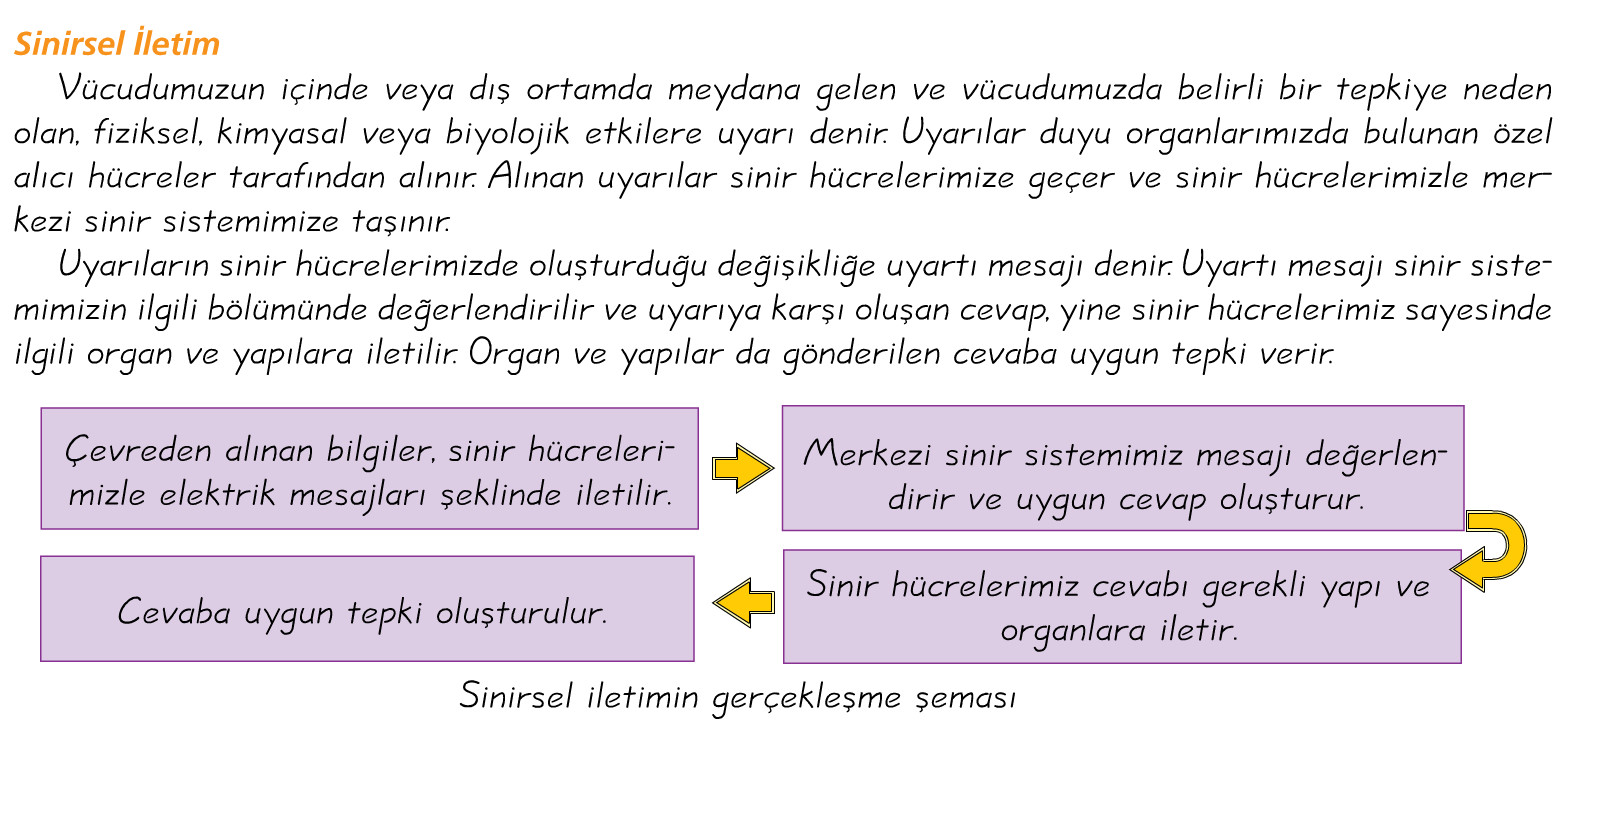 Sinirsel İletim
Vücudumuzun içinde veya dış ortamda meydana gelen ve vücudumuzda belirli bir tepkiye neden
olan, fiziksel, kimyasal veya biyolojik etkilere uyarı denir. Uyarılar duyu organlarımızda bulunan özel
alıcı hücreler tarafından alınır. Alınan uyarılar sinir hücrelerimize geçer ve sinir hücrelerimizle mer-
kezi sinir sistemimize taşınır.
Uyarıların sinir hücrelerimizde oluşturduğu değişikliğe uyartı mesajı denir. Uyartı mesajı sinir siste-
mimizin ilgili bölümünde değerlendirilir ve uyarıya karşı oluşan cevap, yine sinir hücrelerimiz sayesinde
ilgili organ ve yapılara iletilir. Organ ve yapılar da gönderilen cevaba uygun tepki verir.
Çevreden alınan bilgiler, sinir hücreleri-
mizle elektrik mesajları şeklinde iletilir.
Merkezi sinir sistemimiz mesajı değerlen-
dirir ve uygun cevap oluşturur.
Sinir hücrelerimiz cevabı gerekli yapı ve
organlara iletir.
Cevaba uygun tepki oluşturulur.
Sinirsel iletimin gerçekleşme şeması